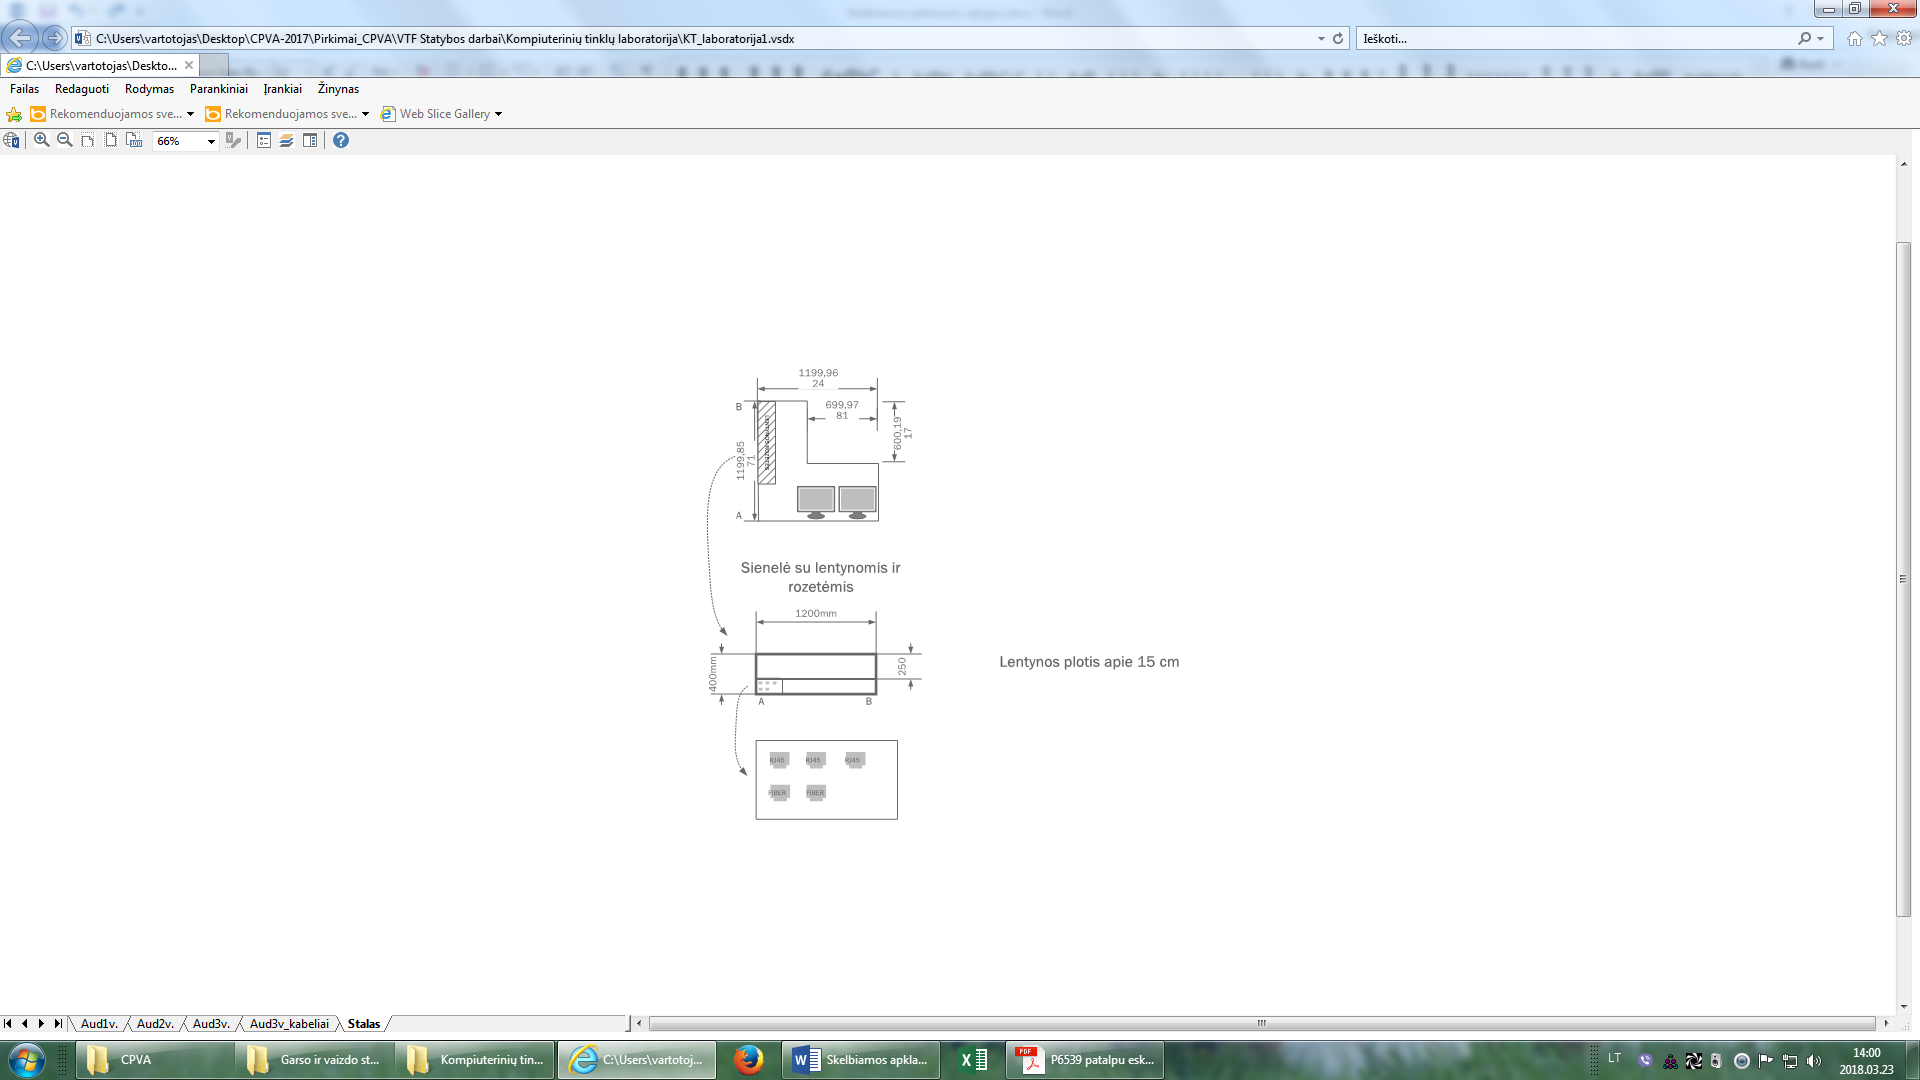 C:\Users\vartotojas\Desktop\CPVA-2017\Pirkimai_CPVA\VTF Statybos darbai\Kompiuterinių tinklų laboratorija\KT_laboratorija1.vsdx
Ieškoti...
C:\Users\vartotojas\Deskto...
Failas Redaguoti Rodymas Parankiniai Įrankiai Žinynas
Rekomenduojamos sve... Rekomenduojamos sve... Web Slice Gallery
66%
1199,96
24
699,97
81
B
600,19
17
1199,85
71
A
Sienelė su lentynomis ir
rozetėmis
1200mm
400mm
250
Lentynos plotis apie 15 cm
A B
RJ45 RJ45 RJ45
FIBER FIBER
Aud1v. Aud2v. Aud3v. Aud3v_kabeliai Stalas
CPVA Garso ir vaizdo st... Kompiuterinių tin... C:\Users\vartotoj... Skelbiamos apkla... P6539 patalpu esk...
LT
14:00
2018.03.23